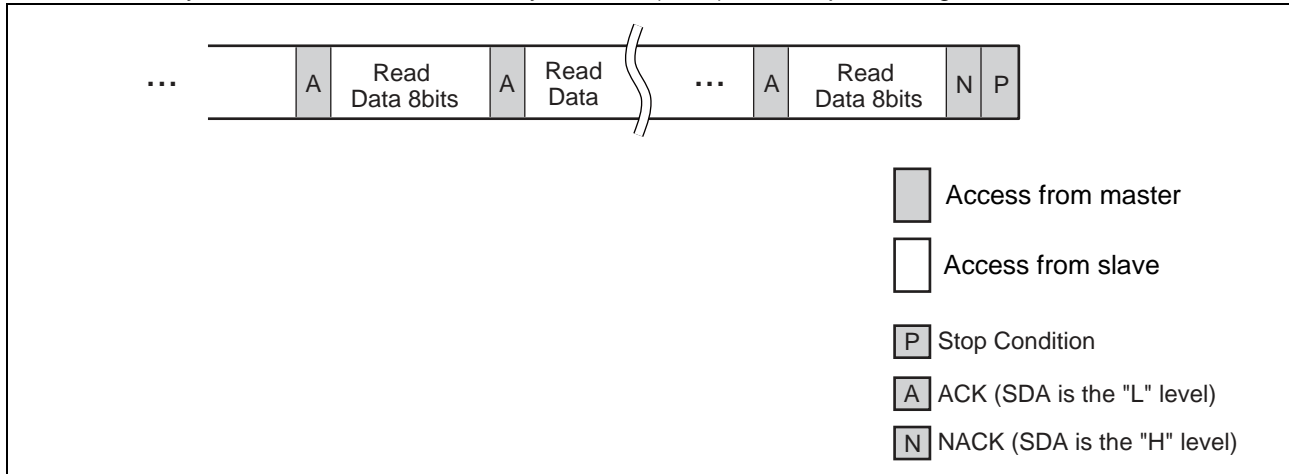 ... A Read Data 8bits A Read Data ... A Read Data 8bits N P
Access from master
Access from slave
P Stop Condition
A ACK (SDA is the "L" level)
N NACK (SDA is the "H" level)